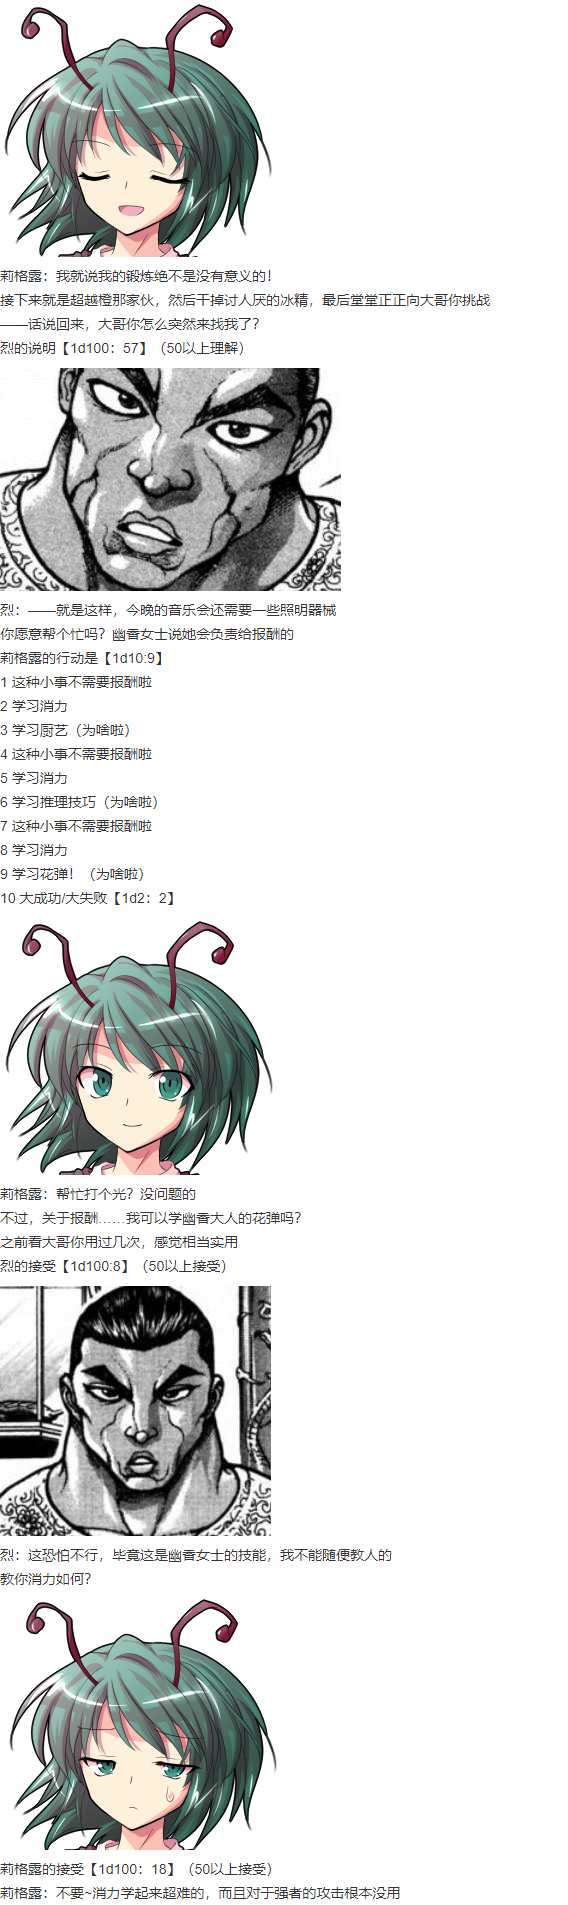 莉格露：我就说我的锻炼绝不是没有意义的！
接下来就是超越橙那家伙，然后干掉讨人厌的冰精，最后堂堂正正向大哥你挑战
——话说回来，大哥你怎么突然来找我了？
烈的说明【1d100：57】（50以上理解）
烈：——就是这样，今晚的音乐会还需要一些照明器械
你愿意帮个忙吗？幽香女士说她会负责给报酬的
莉格露的行动是【1d10:9】
1 这种小事不需要报酬啦
2 学习消力
3 学习厨艺（为啥啦）
4 这种小事不需要报酬啦
5 学习消力
6 学习推理技巧（为啥啦）
7 这种小事不需要报酬啦
8 学习消力
9 学习花弹！（为啥啦）
10 大成功/大失败【1d2：2】
莉格露：帮忙打个光？没问题的
不过，关于报酬……我可以学幽香大人的花弹吗？
之前看大哥你用过几次，感觉相当实用
烈的接受【1d100:8】（50以上接受）
烈：这恐怕不行，毕竟这是幽香女士的技能，我不能随便教人的
教你消力如何？
莉格露的接受【1d100：18】（50以上接受）
莉格露：不要~消力学起来超难的，而且对于强者的攻击根本没用